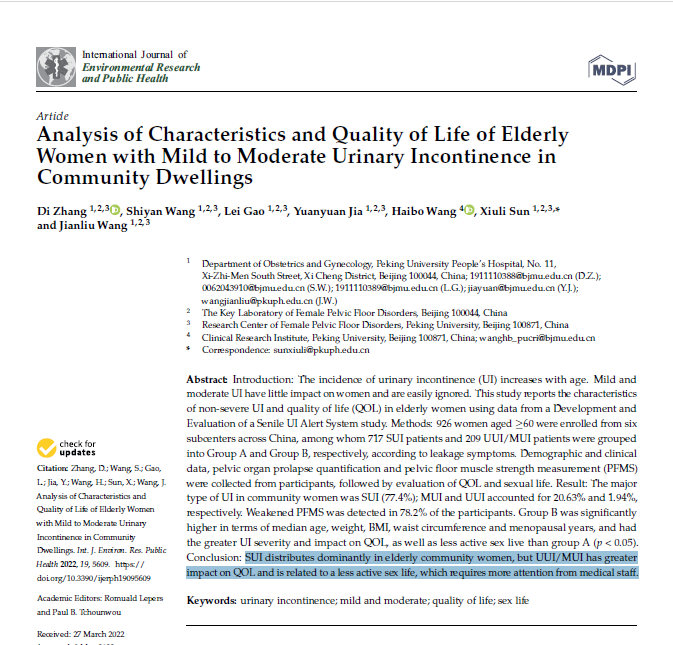 International Journal of
Environmental Research
and Public Health
MDPI
Article
Analysis of Characteristics and Quality of Life of Elderly
Women with Mild to Moderate Urinary Incontinence in
Community Dwellings
Di Zhang 1,2,3, Shiyan Wang 1,2,3, Lei Gao 1,2,3, Yuanyuan Jia 1,2,3, Haibo Wang 4, Xiuli Sun 1,2,3,*
and Jianliu Wang 1,2,3
1 Department of Obstetrics and Gynecology, Peking University People's Hospital, No. 11,
Xi-Zhi-Men South Street, Xi Cheng District, Beijing 100044, China; 1911110388@bjmu.edu.cn (D.Z.);
0062043910@bjmu.edu.cn (S.W.); 1911110389@bjmu.edu.cn (L.G.); jiayuan@bjmu.edu.cn (Y.J.);
wangjianliu@pkuph.edu.cn (J.W.)
2 The Key Laboratory of Female Pelvic Floor Disorders, Beijing 100044, China
3 Research Center of Female Pelvic Floor Disorders, Peking University, Beijing 100871, China
4 Clinical Research Institute, Peking University, Beijing 100871, China; wanghb_pucri@bjmu.edu.cn
* Correspondence: sunxiuli@pkuph.edu.cn
Abstract: Introduction: The incidence of urinary incontinence (UI) increases with age. Mild and
moderate UI have little impact on women and are easily ignored. This study reports the characteristics
of non-severe UI and quality of life (QOL) in elderly women using data from a Development and
Evaluation of a Senile UI Alert System study. Methods: 926 women aged ≥60 were enrolled from six
subcenters across China, among whom 717 SUI patients and 209 UUI/MUI patients were grouped
into Group A and Group B, respectively, according to leakage symptoms. Demographic and clinical
data, pelvic organ prolapse quantification and pelvic floor muscle strength measurement (PFMS)
were collected from participants, followed by evaluation of QOL and sexual life. Result: The major
type of UI in community women was SUI (77.4%); MUI and UUI accounted for 20.63% and 1.94%,
respectively. Weakened PFMS was detected in 78.2% of the participants. Group B was significantly
higher in terms of median age, weight, BMI, waist circumference and menopausal years, and had
the greater UI severity and impact on QOL, as well as less active sex live than group A (p < 0.05).
Conclusion: SUI distributes dominantly in elderly community women, but UUI/MUI has greater
impact on QOL and is related to a less active sex life, which requires more attention from medical staff.
Keywords: urinary incontinence; mild and moderate; quality of life; sex life
check for
updates
Citation: Zhang, D.; Wang, S.; Gao,
L.; Jia, Y.; Wang, H.; Sun, X.; Wang, J.
Analysis of Characteristics and
Quality of Life of Elderly Women
with Mild to Moderate Urinary
Incontinence in Community
Dwellings. Int. J. Environ. Res. Public
Health 2022, 19, 5609. https://
doi.org/10.3390/ijerph19095609
Academic Editors: Romuald Lepers
and Paul B. Tchounwou
Received: 27 March 2022